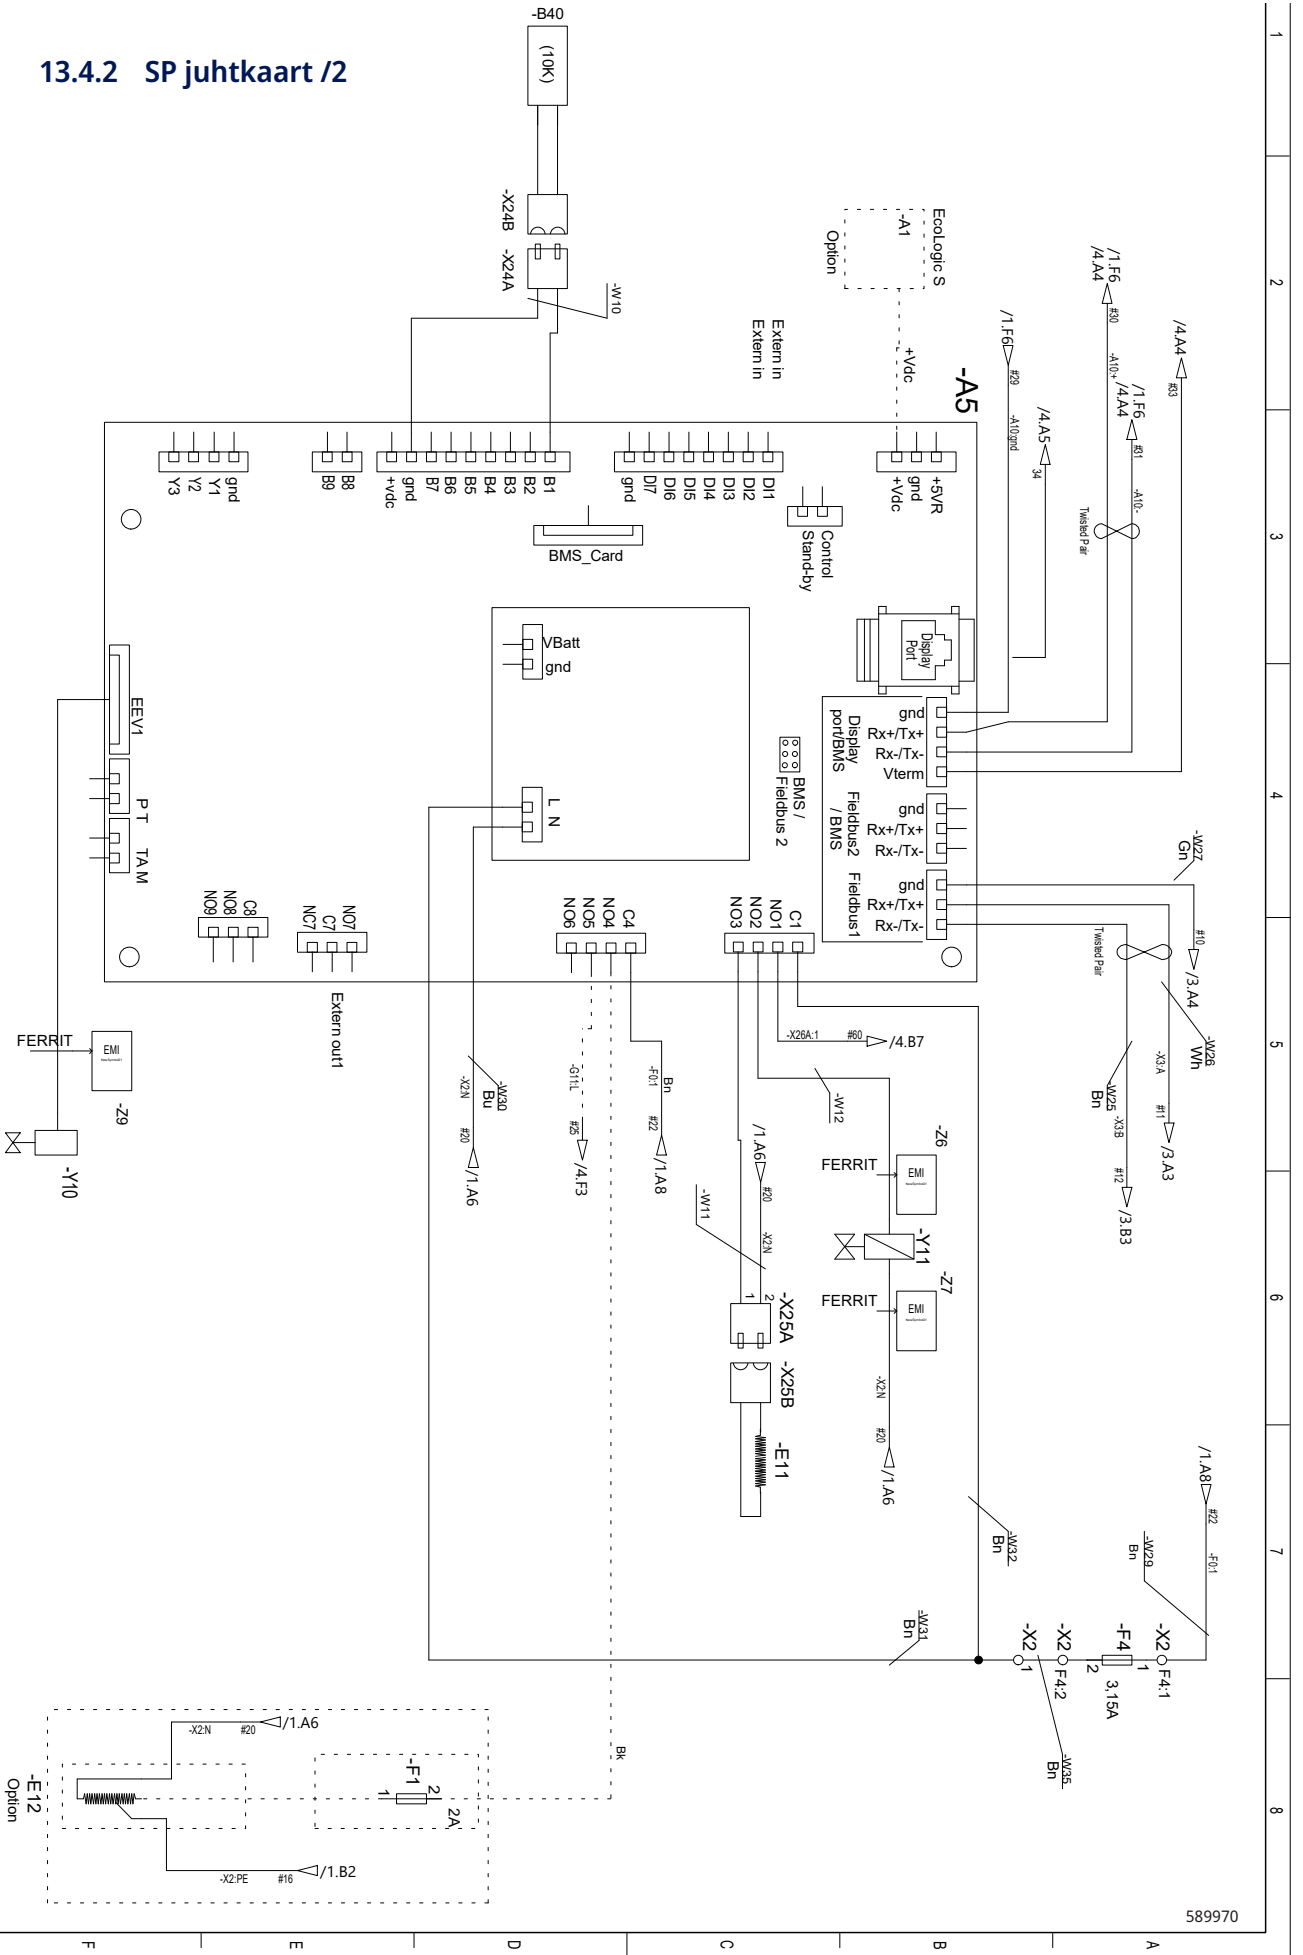 13.4.2 SP juhtkaart /2
-B40
(10K)
-X24B
-X24A
-W10
EcoLogic S
-A1
Option
+Vdc
Extern in
Extern in
/1.F6
/4.A4
#30
-A10:+
/4.A4
#33
/1.F6
/4.A4
#31
-A10:-
/1.F6
#29
-A10:gnd
/4.A5
34
Twisted Pair
-A5
Y3
Y2
Y1
gnd
B9
B8
+vdc
gnd
B7
B6
B5
B4
B3
B2
B1
gnd
DI7
DI6
DI5
DI4
DI3
DI2
DI1
+Vdc
gnd
+5VR
Control
Stand-by
BMS_Card
VBatt
gnd
Display
Port
gnd
Rx+/Tx+
Rx-/Tx-
Vterm
Display
port/BMS
gnd
Rx+/Tx+
Rx-/Tx-
Fieldbus2
/ BMS
gnd
Rx+/Tx+
Rx-/Tx-
Fieldbus1
BMS /
Fieldbus 2
L
N
EEV1
P T
TA M
NO9
NO8
C8
NC7
C7
NO7
Extern out1
NO6
NO5
NO4
C4
NO3
NO2
NO1
C1
-W27
Gn
#10
/3.A4
Twisted Pair
-W26
Wh
-X3:A
#11
/3.A3
-W25
Bn
-X3:B
#12
/3.B3
FERRIT
EMI
-Z9
-Y10
-W30
Bu
-X2:N
#20
/1.A6
-G11:L
#25
/4.F3
Bn
-F0:1
#22
/1.A8
-X26A:1
#60
/4.B7
-W12
/1.A6
#20
-X2:N
-W11
FERRIT
EMI
-Z6
-Y11
FERRIT
EMI
-Z7
-X2:N
#20
/1.A6
1
2
-X25A
-X25B
-E11
/1.A8
#22
-F0:1
-W29
Bn
-W32
Bn
-W31
Bn
-X2
1
-X2
F4:2
-F4
2
1
3,15A
-X2
F4:1
-W35
Bn
Bk
/1.A6
#20
-X2:N
-F1
1
2
2A
-E12
Option
-X2:PE
#16
/1.B2
589970
1
2
3
4
5
6
7
8
F
E
D
C
B
A